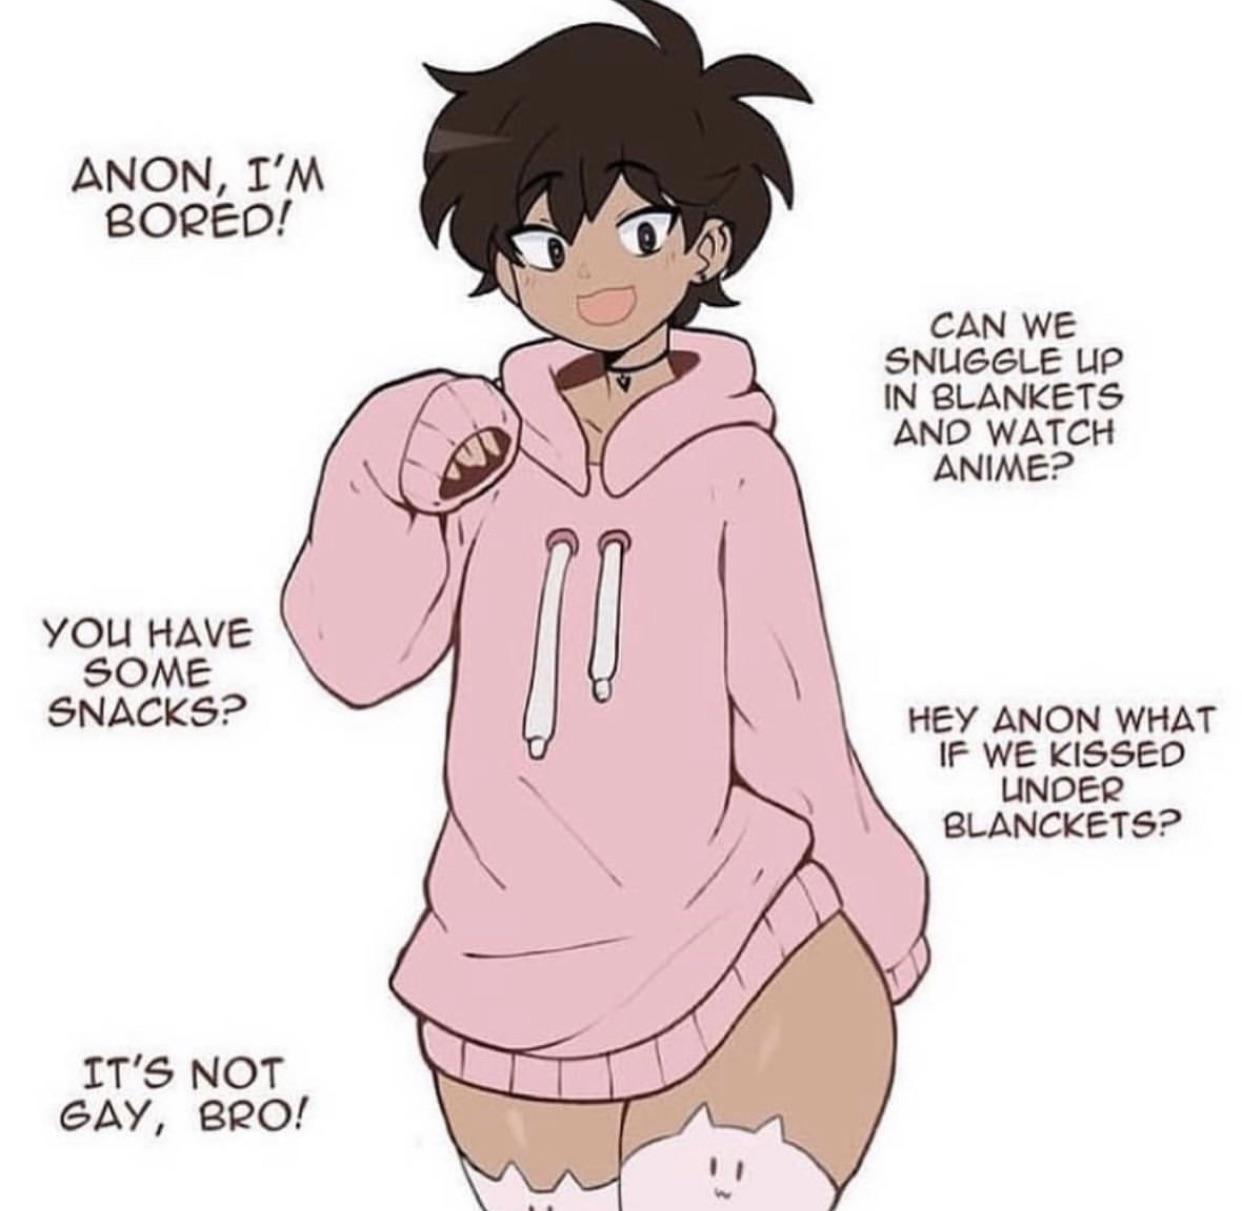 ANON, I'M
BORED!
CAN WE
SNUGGLE UP
IN BLANKETS
AND WATCH
ANIME?
YOU HAVE
SOME
SNACKS?
HEY ANON WHAT
IF WE KISSED
UNDER
BLANCKETS?
IT'S NOT
GAY, BRO!